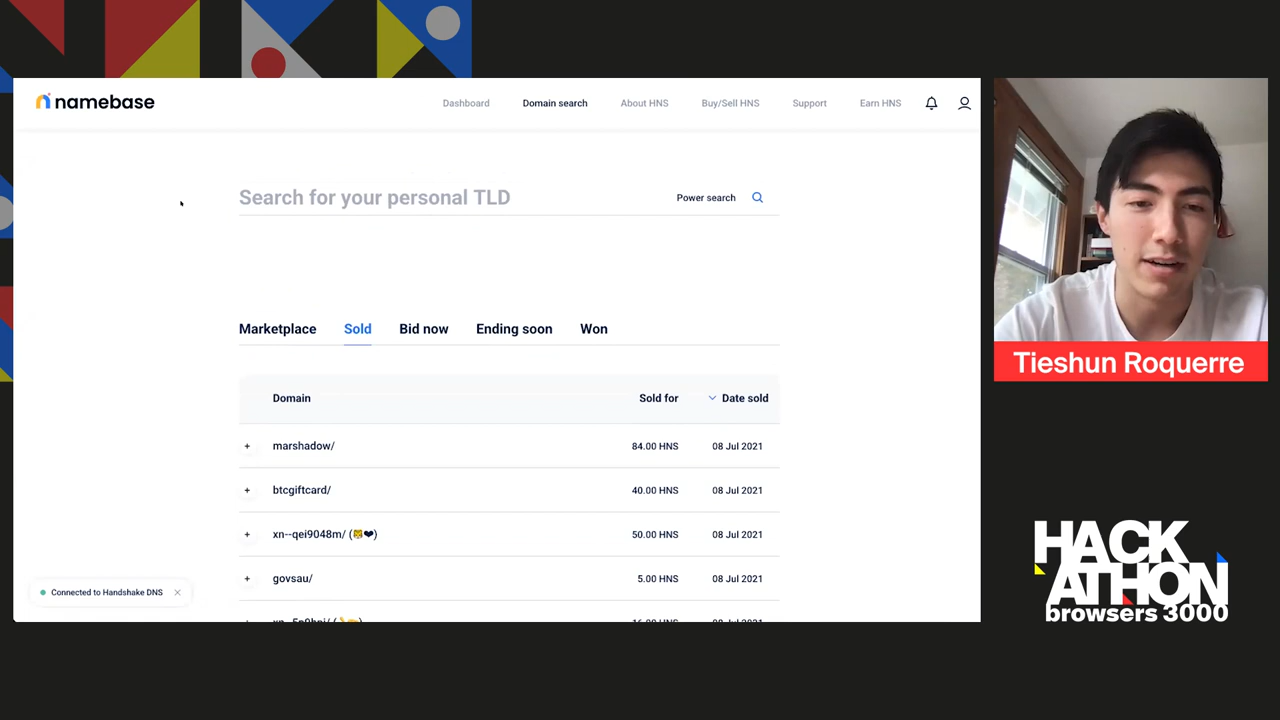 namebase
Dashboard
Domain search
About HNS
Buy/Sell HNS
Support
Earn HNS
Search for your personal TLD
Power search
Marketplace
Sold
Bid now
Ending soon
Won
Domain
Sold for
Date sold
+ marshadow/ 84.00 HNS 08 Jul 2021
+ btcgiftcard/ 40.00 HNS 08 Jul 2021
+ xn--qei9048m/ (🐯❤) 50.00 HNS 08 Jul 2021
+ govsau/ 5.00 HNS 08 Jul 2021
Connected to Handshake DNS
Tieshun Roquerre
HACK
ATHON
browsers 3000